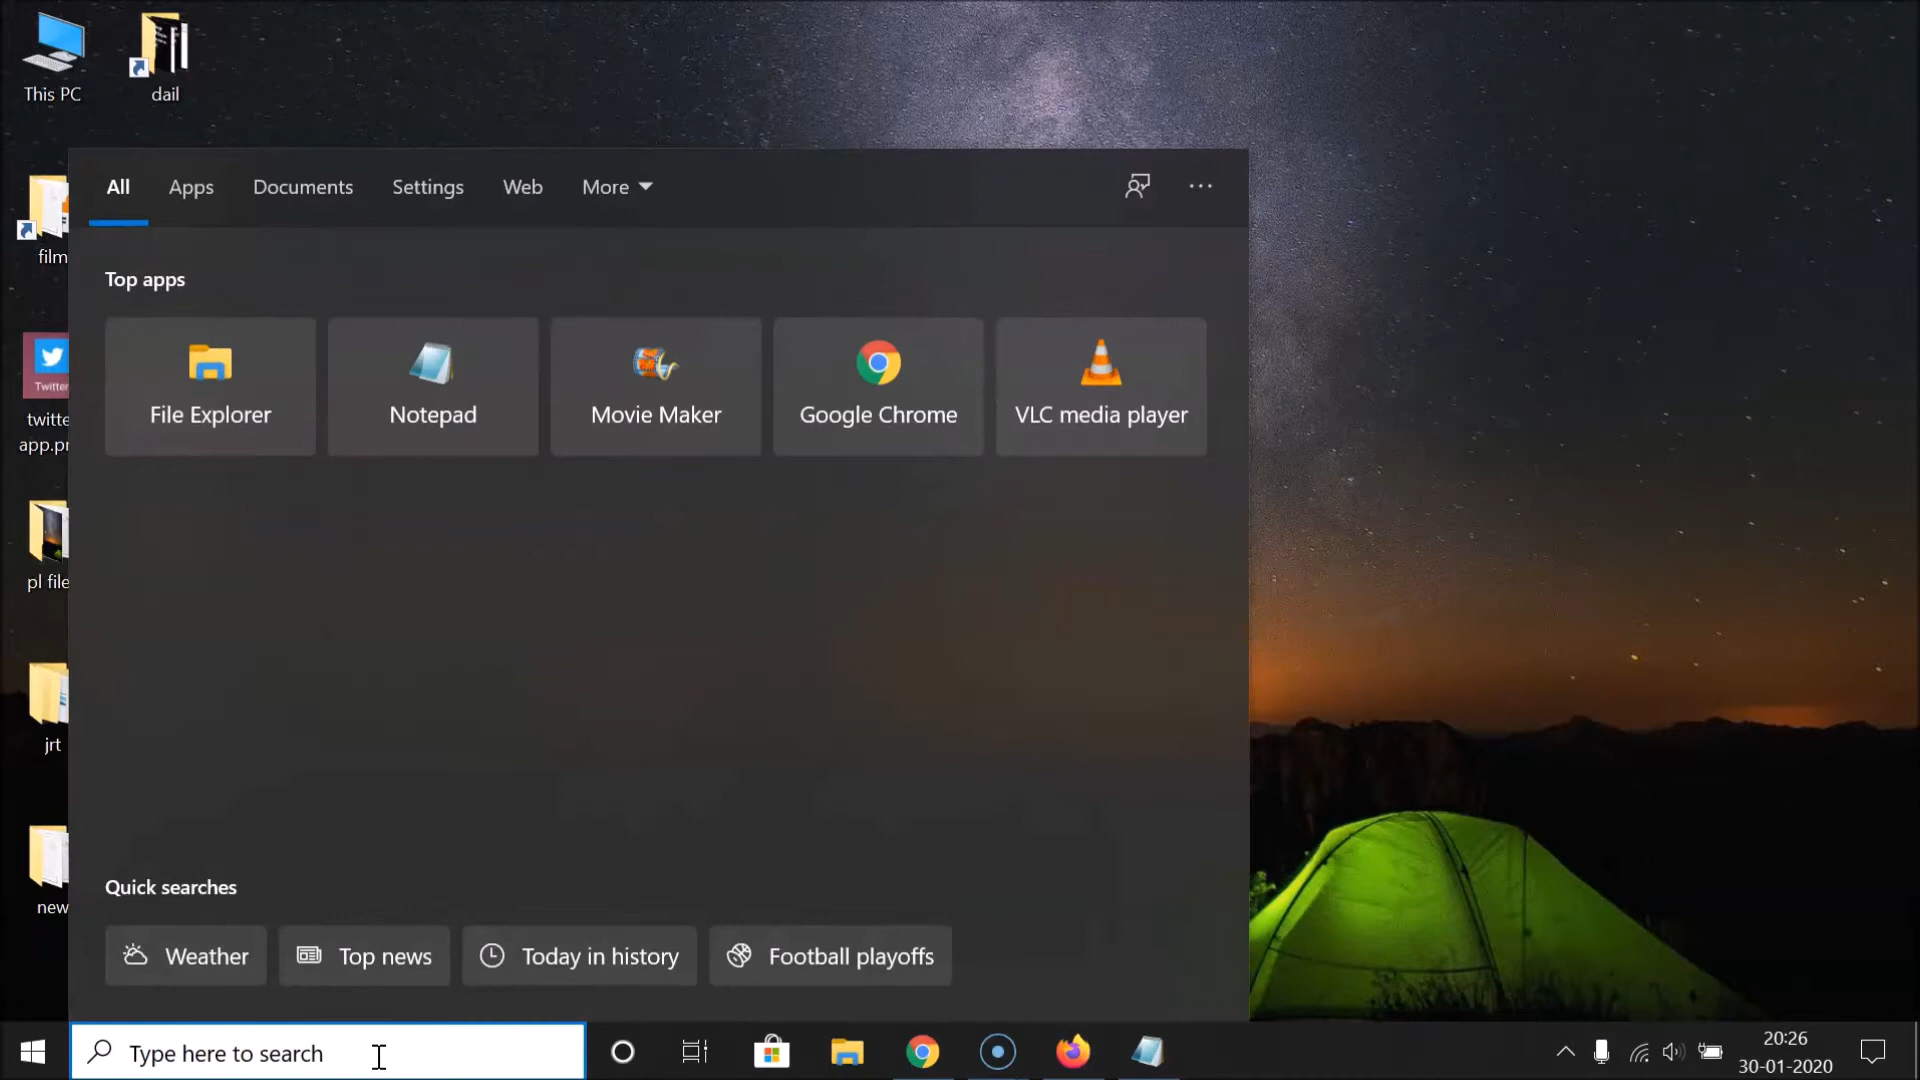 This PC
dail
All
Apps
Documents
Settings
Web
More
film
Top apps
File Explorer
Notepad
Movie Maker
Google Chrome
VLC media player
Twitter
twitte
app.pr
pl file
jrt
new
Quick searches
Weather
Top news
Today in history
Football playoffs
Type here to search
20:26
30-01-2020